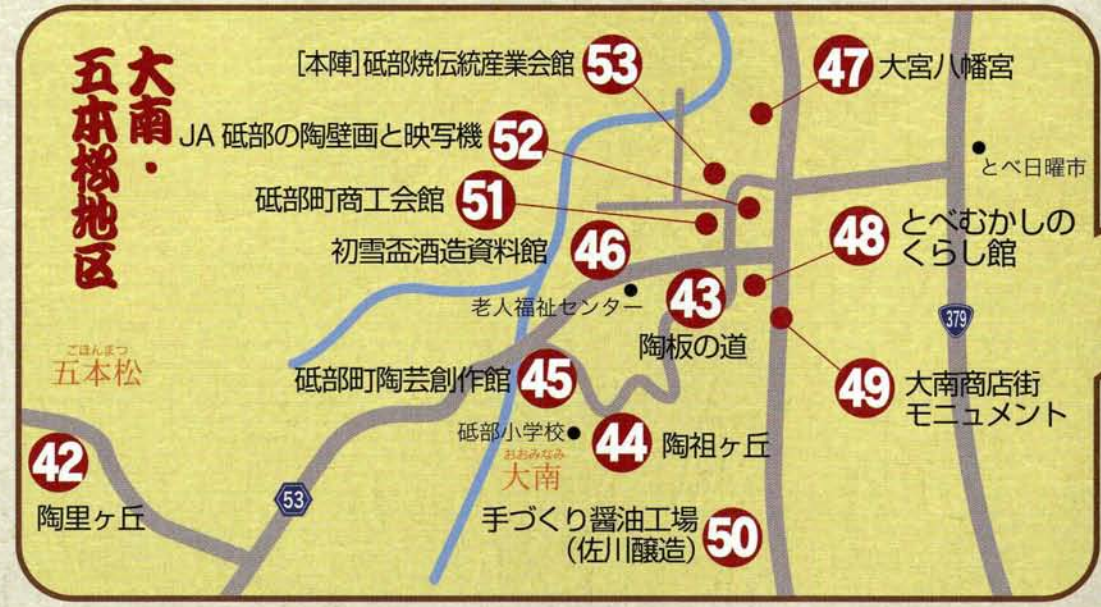 大南・
五本松地区
[本陣]砥部焼伝統産業会館 53
47 大宮八幡宮
JA 砥部の陶壁画と映写機 52
とべ日曜市
砥部町商工会館 51
48 とべむかしの
くらし館
初雪盃酒造資料館 46
老人福祉センター
43
陶板の道
379
ごほんまつ
五本松
砥部町陶芸創作館 45
49 大南商店街
モニュメント
砥部小学校
44 陶祖ヶ丘
おおみなみ
大南
42
陶里ヶ丘
53
手づくり醤油工場
(佐川醸造) 50